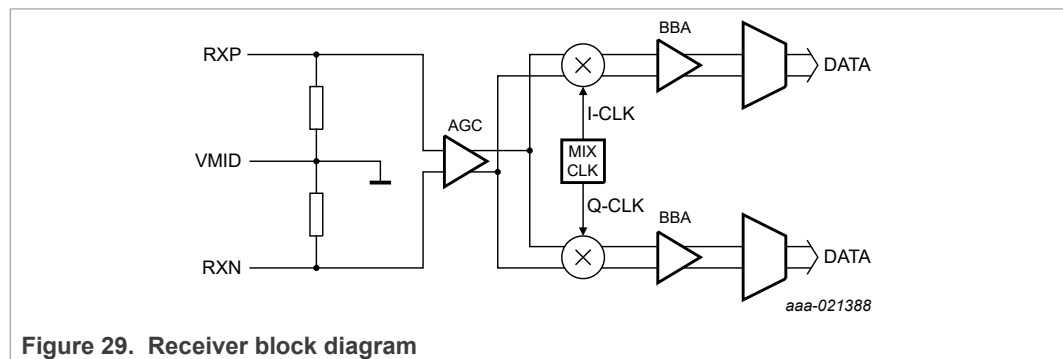 RXP
VMID
RXN
AGC
BBA
DATA
I-CLK
MIX
CLK
Q-CLK
BBA
DATA
aaa-021388
Figure 29. Receiver block diagram